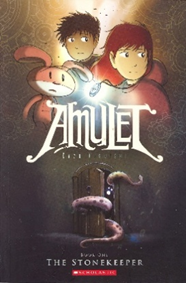 AMULET
BOOK ONE
THE STONEKEEPER
SCHOLASTIC